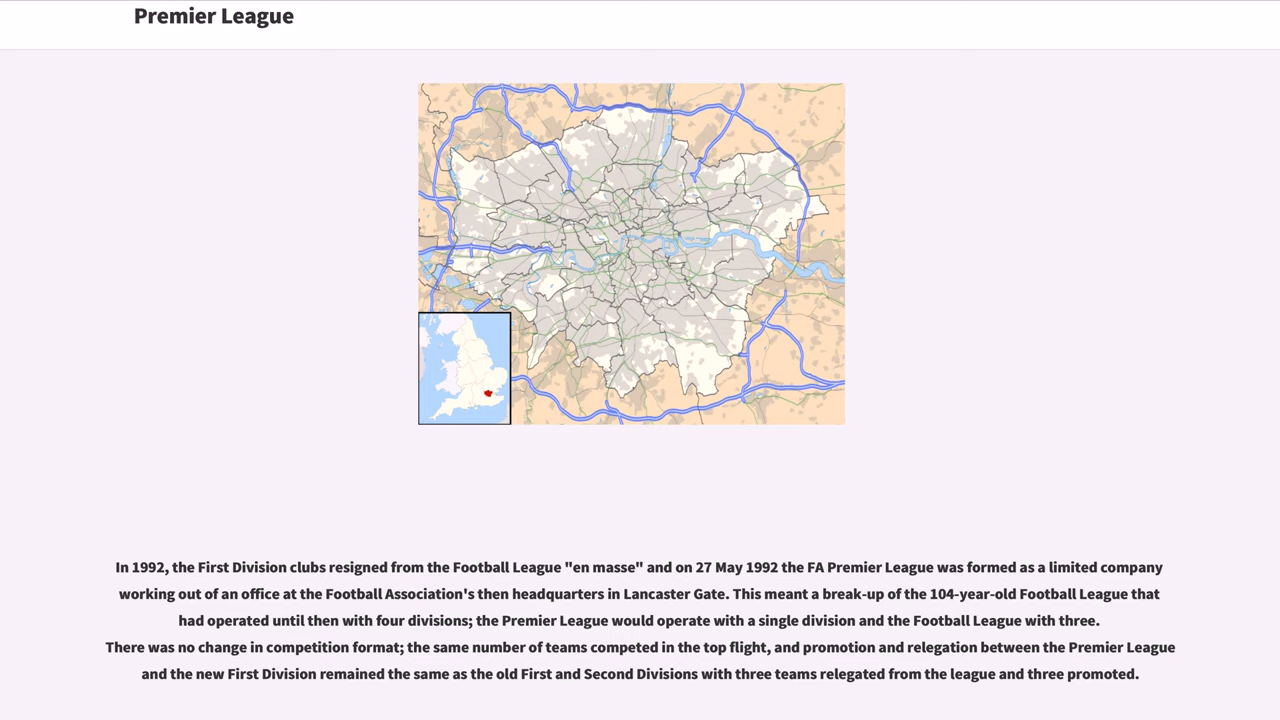 Premier League
In 1992, the First Division clubs resigned from the Football League "en masse" and on 27 May 1992 the FA Premier League was formed as a limited company
working out of an office at the Football Association's then headquarters in Lancaster Gate. This meant a break-up of the 104-year-old Football League that
had operated until then with four divisions; the Premier League would operate with a single division and the Football League with three.
There was no change in competition format; the same number of teams competed in the top flight, and promotion and relegation between the Premier League
and the new First Division remained the same as the old First and Second Divisions with three teams relegated from the league and three promoted.